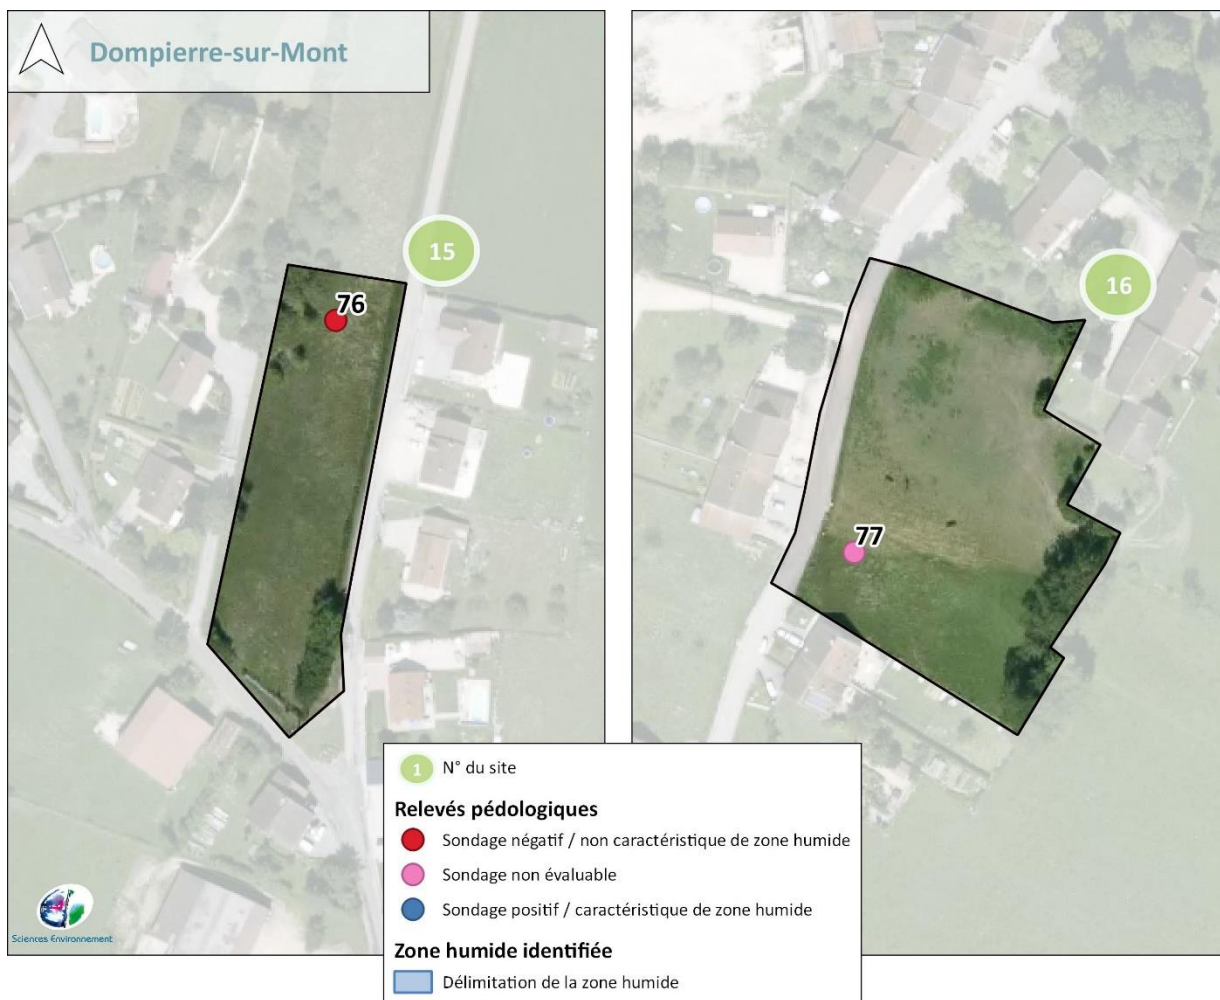 Dompierre-sur-Mont
15
76
16
77
1 N° du site
Relevés pédologiques
Sondage négatif / non caractéristique de zone humide
Sondage non évaluable
Sondage positif / caractéristique de zone humide
Zone humide identifiée
Délimitation de la zone humide
Sciences Environnement